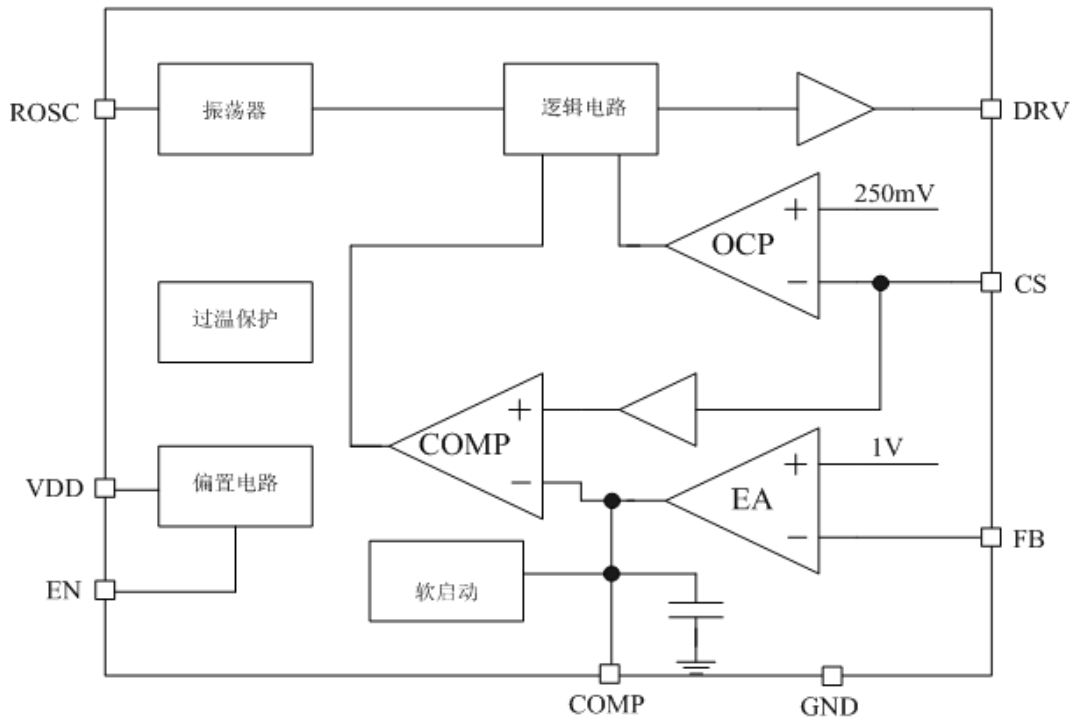 ROSC
振荡器
逻辑电路
DRV
250mV
+
OCP
−
CS
过温保护
+
COMP
−
1V
+
EA
−
FB
VDD
偏置电路
EN
软启动
COMP
GND